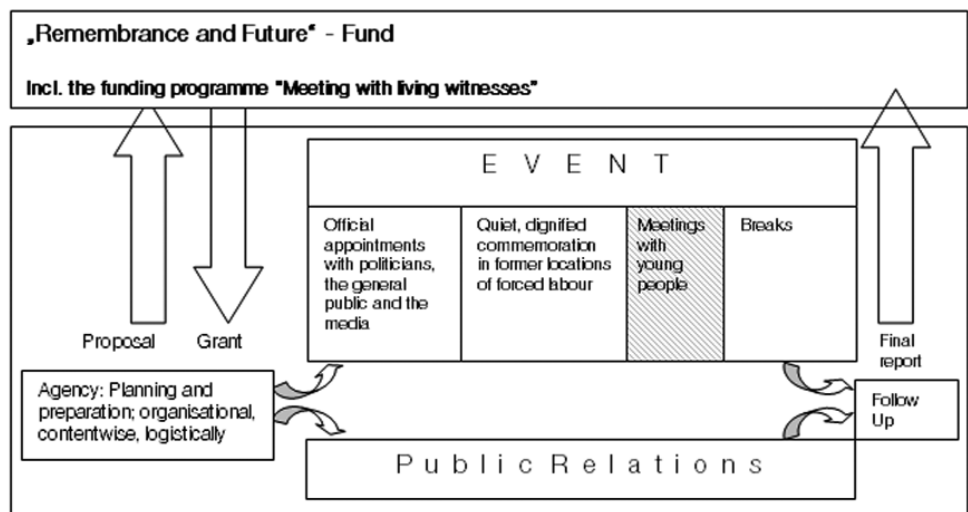 „Remembrance and Future“ - Fund
Incl. the funding programme "Meeting with living witnesses"
E V E N T
Official
appointments
with politicians,
the general
public and the
media
Quiet, dignified
commemoration
in former locations
of forced labour
Meetings
with
young
people
Breaks
Proposal
Grant
Final
report
Agency: Planning and
preparation; organisational,
contentwise, logistically
Follow
Up
P u b l i c R e l a t i o n s